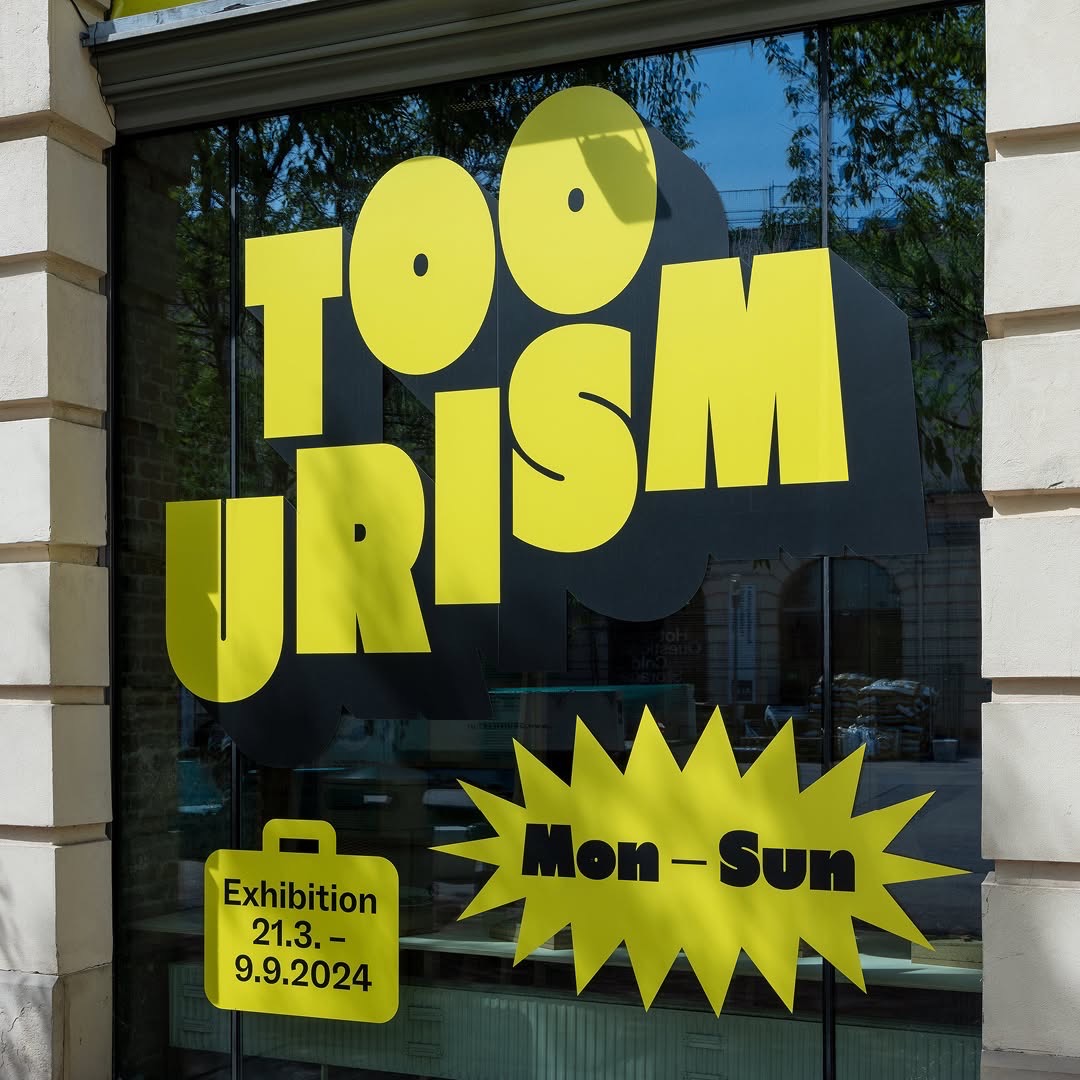 TOO
URISM
Mon – Sun
Exhibition
21.3. –
9.9.2024